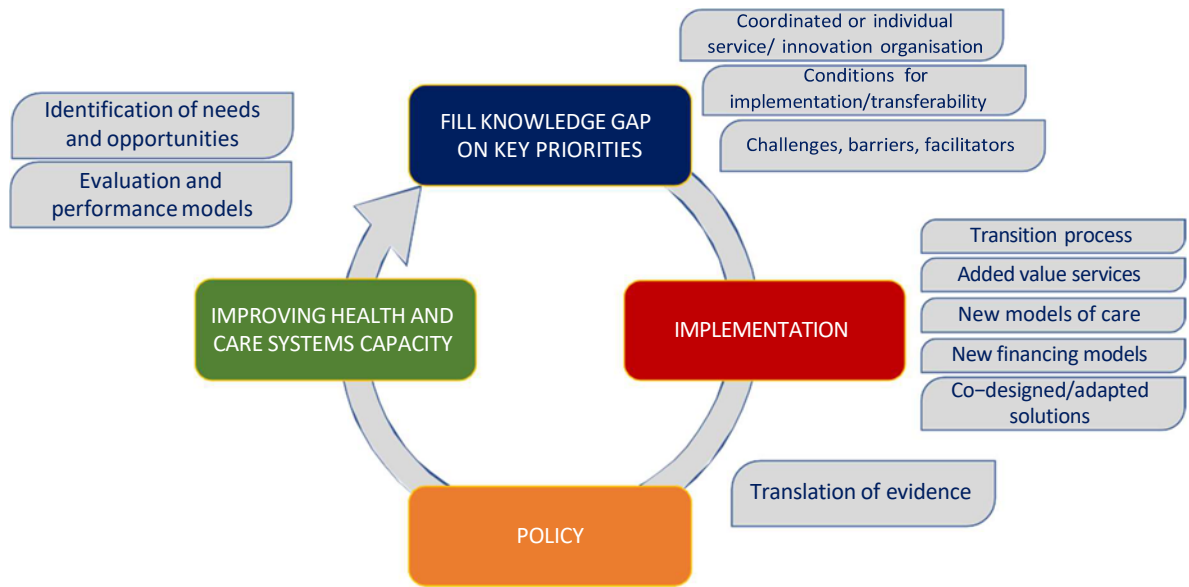 Coordinated or individual
service/ innovation organisation
Conditions for
implementation/transferability
Challenges, barriers, facilitators
Identification of needs
and opportunities
Evaluation and
performance models
FILL KNOWLEDGE GAP
ON KEY PRIORITIES
Transition process
Added value services
New models of care
New financing models
Co−designed/adapted
solutions
IMPROVING HEALTH AND
CARE SYSTEMS CAPACITY
IMPLEMENTATION
Translation of evidence
POLICY